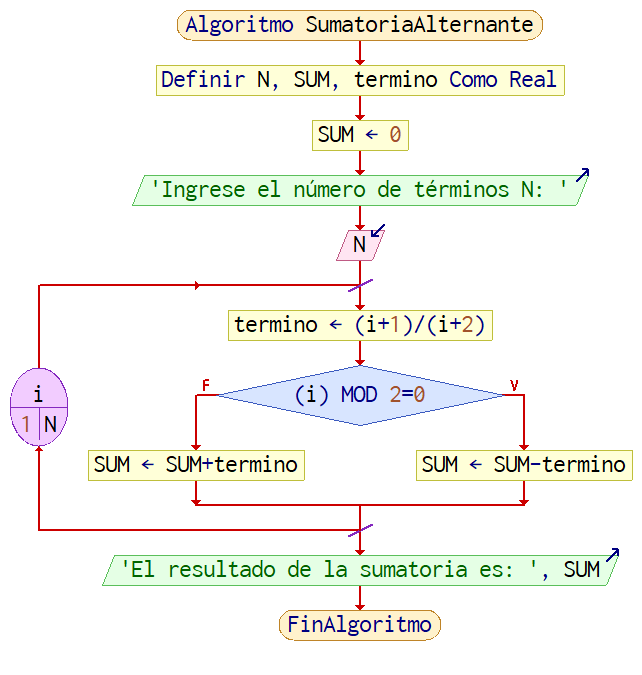 Algoritmo SumatoriaAlternante
Definir N, SUM, termino Como Real
SUM ← 0
'Ingrese el número de términos N: '
N
termino ← (i+1)/(i+2)
F
V
(i) MOD 2=0
i
1 N
SUM ← SUM+termino
SUM ← SUM-termino
'El resultado de la sumatoria es: ', SUM
FinAlgoritmo